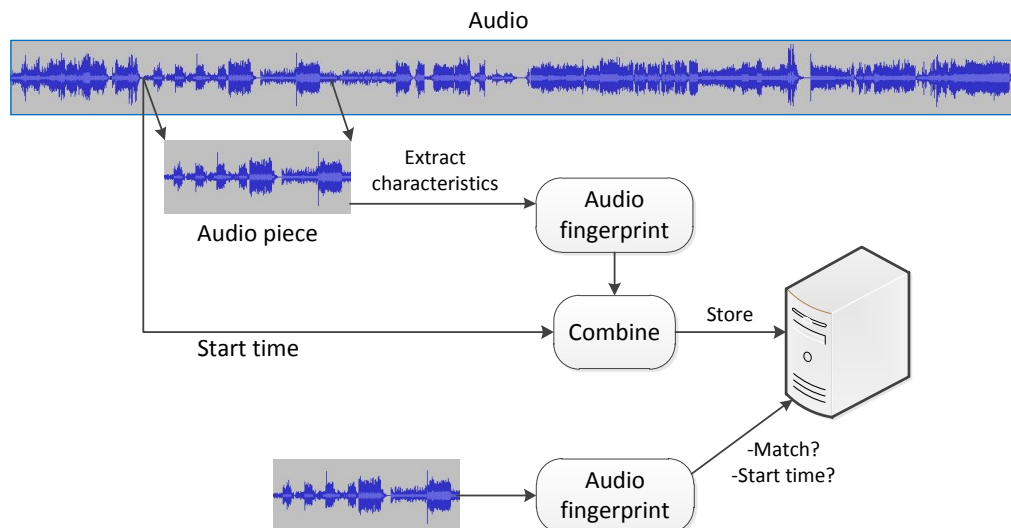 Audio
Extract
characteristics
Audio
fingerprint
Audio piece
Combine
Store
Start time
-Match?
-Start time?
Audio
fingerprint